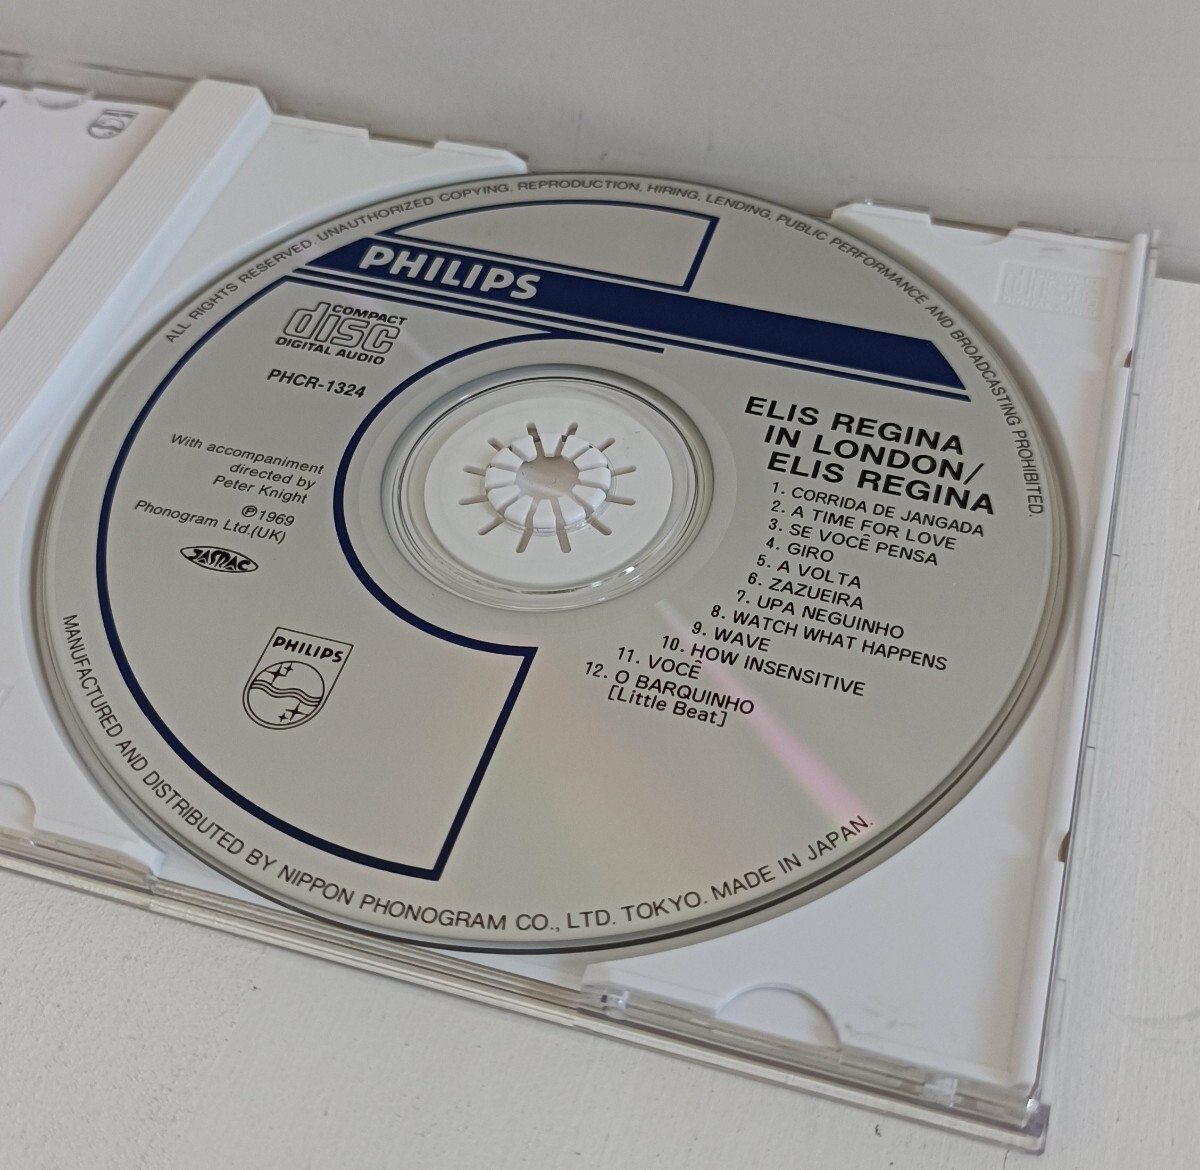 ALL RIGHTS RESERVED. UNAUTHORIZED COPYING, REPRODUCTION, HIRING, LENDING, PUBLIC PERFORMANCE AND BROADCASTING PROHIBITED.
PHILIPS
COMPACT
disc
DIGITAL AUDIO
PHCR-1324
With accompaniment
directed by
Peter Knight
Ⓟ1969
Phonogram Ltd.(UK)
JASRAC
PHILIPS
ELIS REGINA
IN LONDON/
ELIS REGINA
1. CORRIDA DE JANGADA
2. A TIME FOR LOVE
3. SE VOCÊ PENSA
4. GIRO
5. A VOLTA
6. ZAZUEIRA
7. UPA NEGUINHO
8. WATCH WHAT HAPPENS
9. WAVE
10. HOW INSENSITIVE
11. VOCÊ
12. O BARQUINHO
[Little Beat]
MANUFACTURED AND DISTRIBUTED BY NIPPON PHONOGRAM CO., LTD. TOKYO. MADE IN JAPAN.